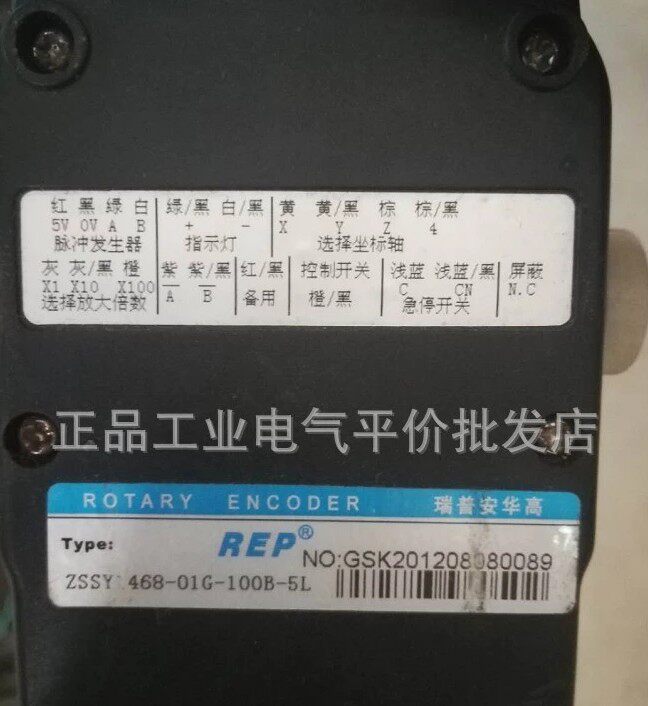 红 黑 绿 白 绿/黑 白/黑 黄 黄/黑 棕 棕/黑
5V 0V A B + - X Y Z 4
脉冲发生器 指示灯 选择坐标轴
灰 灰/黑 橙 紫 紫/黑 红/黑 控制开关 浅蓝 浅蓝/黑 屏蔽
X1 X10 X100 A B 备用 橙/黑 C CN N.C
选择放大倍数 急停开关
正品工业电气平价批发店
ROTARY ENCODER 瑞普安华高
Type: REP®
NO:GSK201208080089
ZSSY 468-01G-100B-5L